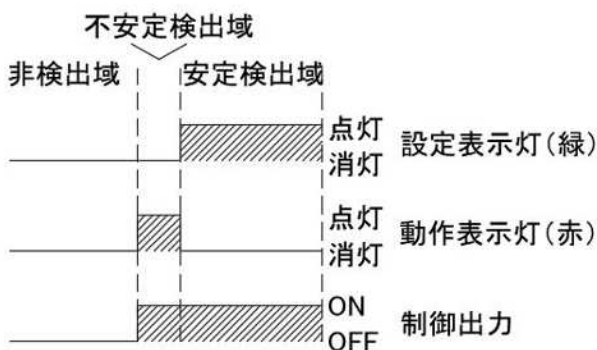 不安定検出域
非検出域
安定検出域
点灯
消灯
設定表示灯(緑)
点灯
消灯
動作表示灯(赤)
ON
OFF
制御出力